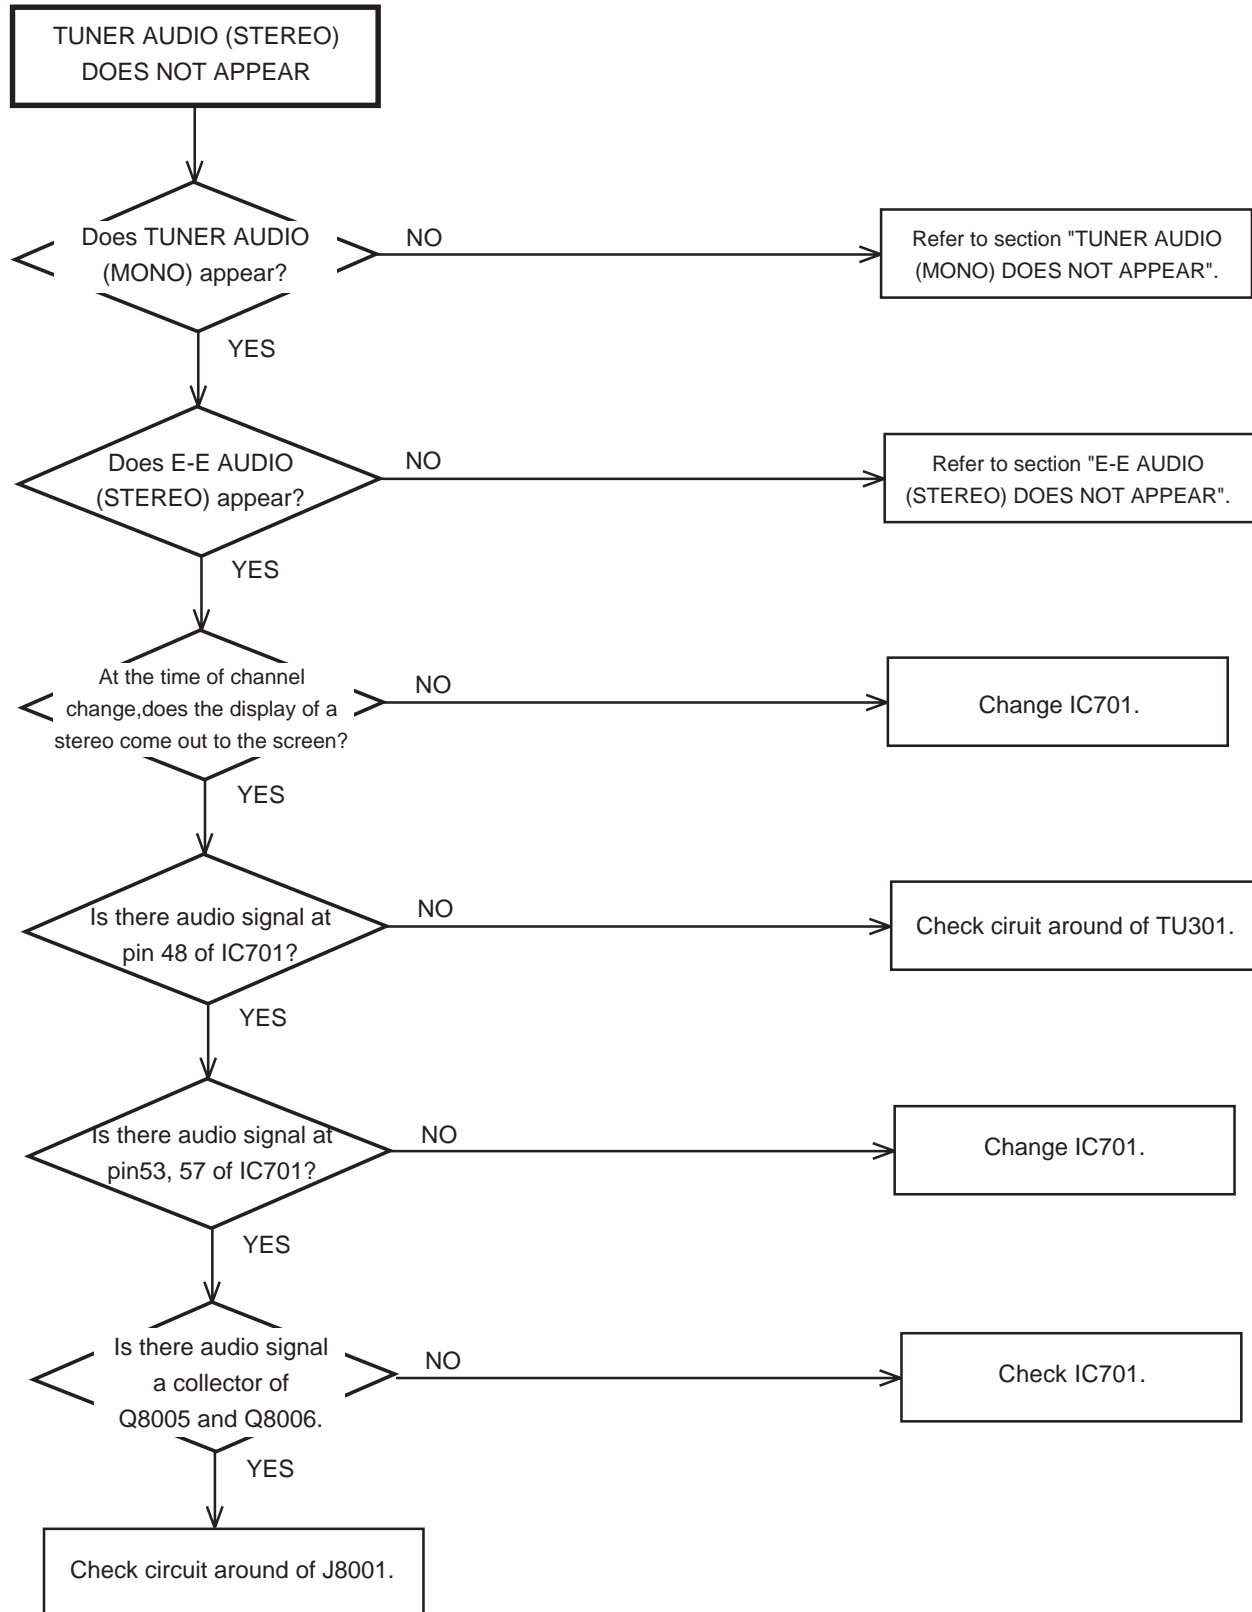 TUNER AUDIO (STEREO)
DOES NOT APPEAR
Does TUNER AUDIO
(MONO) appear?
NO
Refer to section "TUNER AUDIO
(MONO) DOES NOT APPEAR".
YES
Does E-E AUDIO
(STEREO) appear?
NO
Refer to section "E-E AUDIO
(STEREO) DOES NOT APPEAR".
YES
At the time of channel
change,does the display of a
stereo come out to the screen?
NO
Change IC701.
YES
Is there audio signal at
pin 48 of IC701?
NO
Check ciruit around of TU301.
YES
Is there audio signal at
pin53, 57 of IC701?
NO
Change IC701.
YES
Is there audio signal
a collector of
Q8005 and Q8006.
NO
Check IC701.
YES
Check circuit around of J8001.